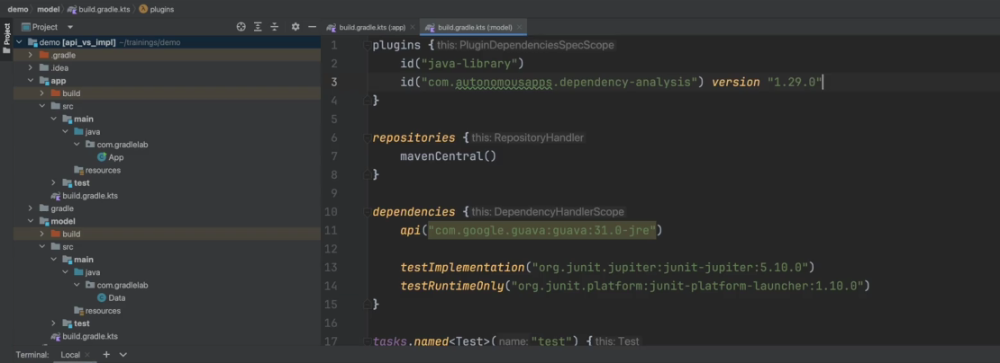 demo model build.gradle.kts plugins
Project
Project
build.gradle.kts (:app) build.gradle.kts (:model)
demo [api_vs_impl] ~/trainings/demo
.gradle
.idea
app
build
src
main
java
com.gradlelab
App
resources
test
build.gradle.kts
gradle
model
build
src
main
java
com.gradlelab
Data
resources
test
build.gradle.kts
1 plugins { this: PluginDependenciesSpecScope
2 id("java-library")
3 id("com.autonomousapps.dependency-analysis") version "1.29.0"
4 }
5
6 repositories { this: RepositoryHandler
7 mavenCentral()
8 }
9
10 dependencies { this: DependencyHandlerScope
11 api("com.google.guava:guava:31.0-jre")
12
13 testImplementation("org.junit.jupiter:junit-jupiter:5.10.0")
14 testRuntimeOnly("org.junit.platform:junit-platform-launcher:1.10.0")
15 }
16
17 tasks.named<Test>( name: "test") { this: Test
Terminal: Local